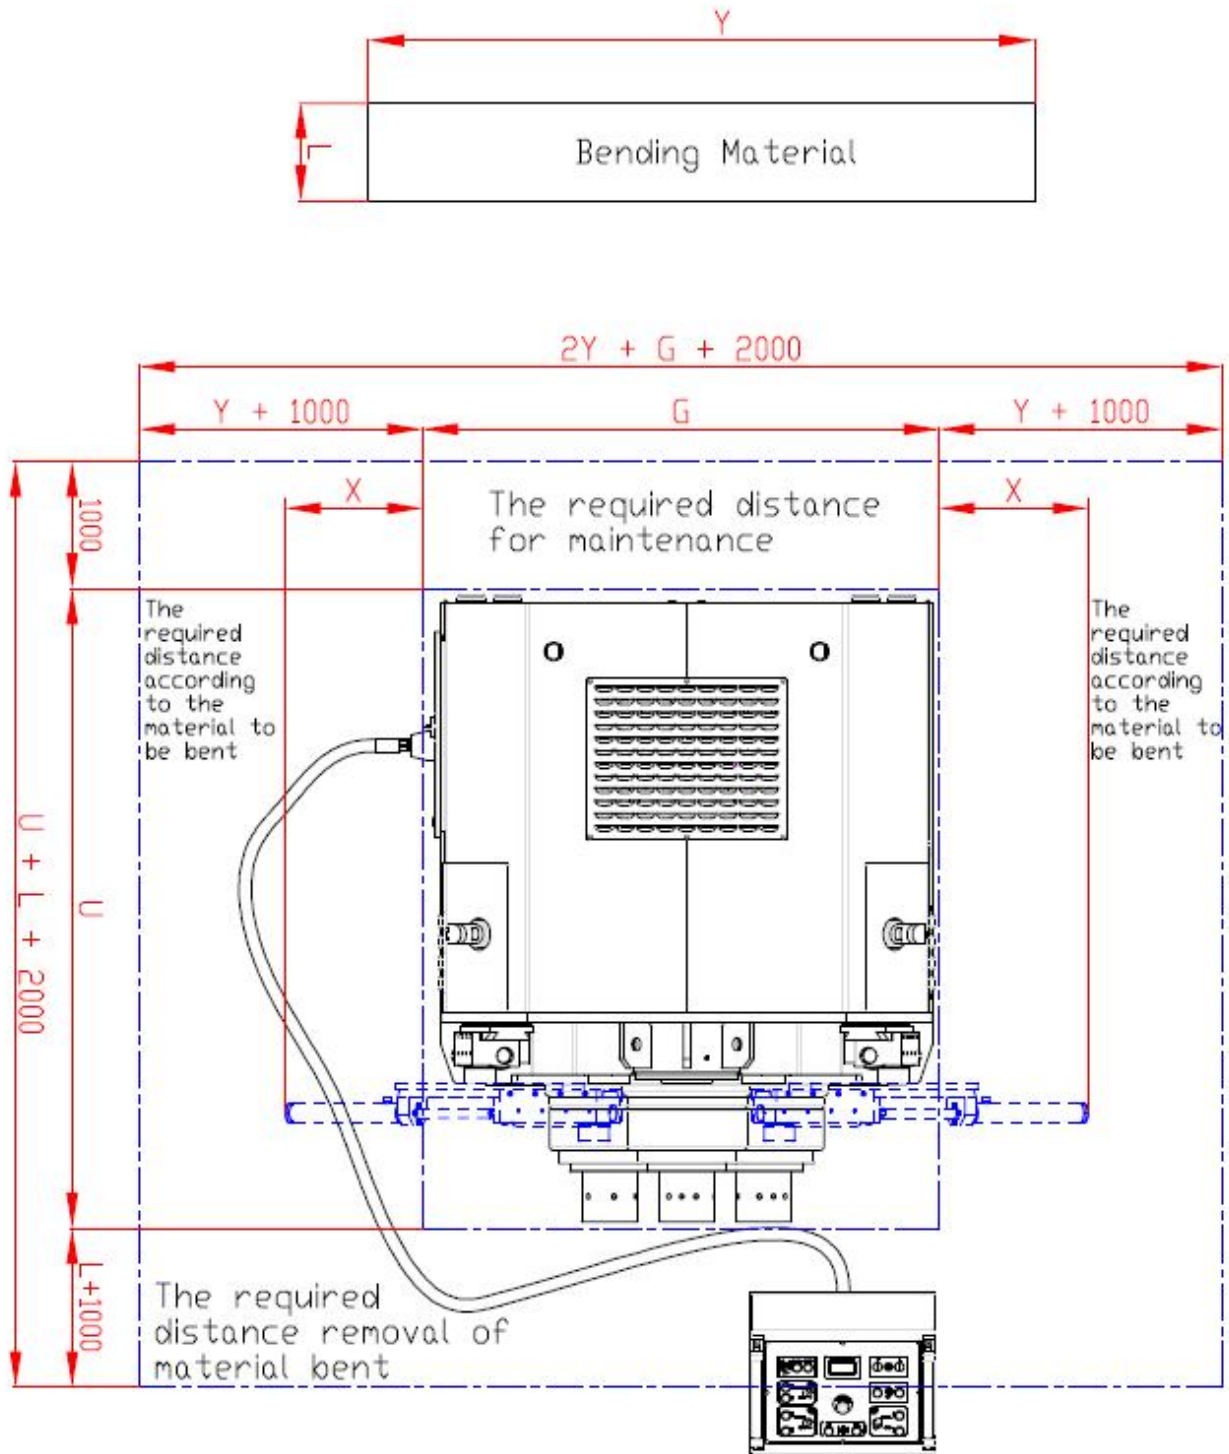 Y
L
Bending Material
2Y + G + 2000
Y + 1000
G
Y + 1000
1000
X
The required distance
for maintenance
X
The
required
distance
according
to the
material to
be bent
The
required
distance
according
to the
material to
be bent
U + L + 2000
U
L+1000
The required
distance removal of
material bent